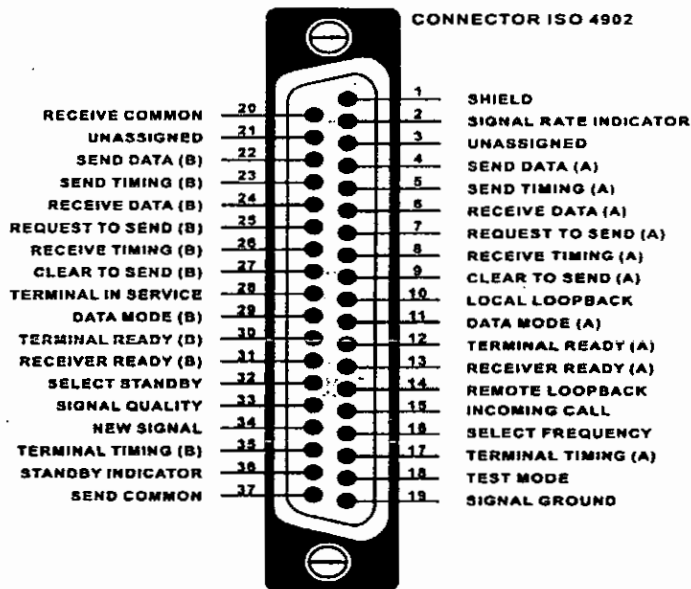 CONNECTOR ISO 4902
20 RECEIVE COMMON
21 UNASSIGNED
22 SEND DATA (B)
23 SEND TIMING (B)
24 RECEIVE DATA (B)
25 REQUEST TO SEND (B)
26 RECEIVE TIMING (B)
27 CLEAR TO SEND (B)
28 TERMINAL IN SERVICE
29 DATA MODE (B)
30 TERMINAL READY (B)
31 RECEIVER READY (B)
32 SELECT STANDBY
33 SIGNAL QUALITY
34 NEW SIGNAL
35 TERMINAL TIMING (B)
36 STANDBY INDICATOR
37 SEND COMMON
1 SHIELD
2 SIGNAL RATE INDICATOR
3 UNASSIGNED
4 SEND DATA (A)
5 SEND TIMING (A)
6 RECEIVE DATA (A)
7 REQUEST TO SEND (A)
8 RECEIVE TIMING (A)
9 CLEAR TO SEND (A)
10 LOCAL LOOPBACK
11 DATA MODE (A)
12 TERMINAL READY (A)
13 RECEIVER READY (A)
14 REMOTE LOOPBACK
15 INCOMING CALL
16 SELECT FREQUENCY
17 TERMINAL TIMING (A)
18 TEST MODE
19 SIGNAL GROUND